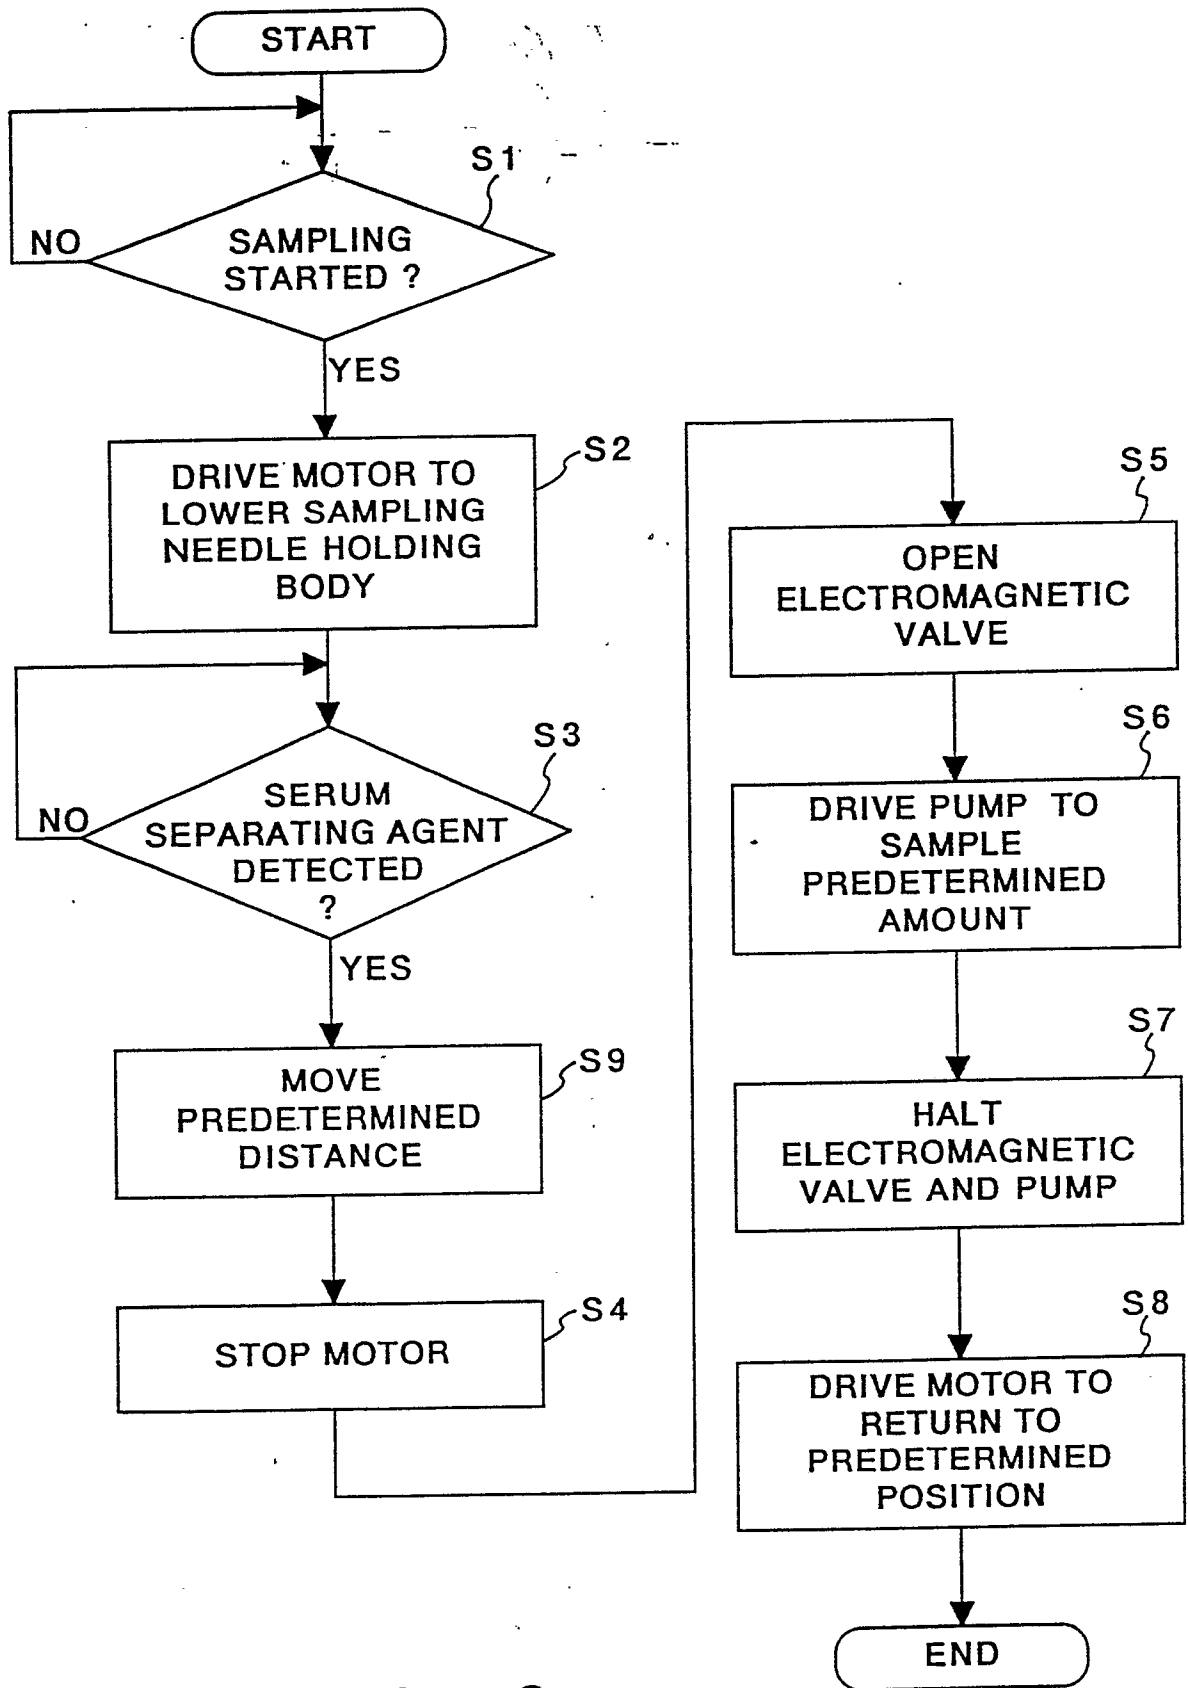 START
S1
SAMPLING
STARTED ?
NO
YES
S2
DRIVE MOTOR TO
LOWER SAMPLING
NEEDLE HOLDING
BODY
S3
SERUM
SEPARATING AGENT
DETECTED
?
NO
YES
S9
MOVE
PREDETERMINED
DISTANCE
S4
STOP MOTOR
S5
OPEN
ELECTROMAGNETIC
VALVE
S6
DRIVE PUMP TO
SAMPLE
PREDETERMINED
AMOUNT
S7
HALT
ELECTROMAGNETIC
VALVE AND PUMP
S8
DRIVE MOTOR TO
RETURN TO
PREDETERMINED
POSITION
END